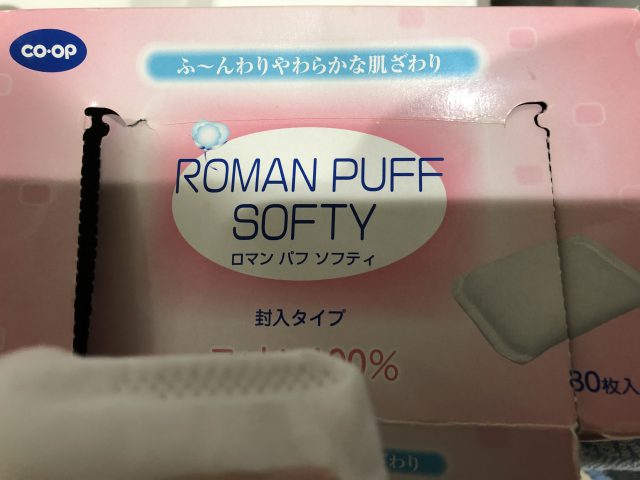 CO·OP
ふ〜んわりやわらかな肌ざわり
ROMAN PUFF
SOFTY
ロマン パフ ソフティ
封入タイプ
100%
80枚入
わり